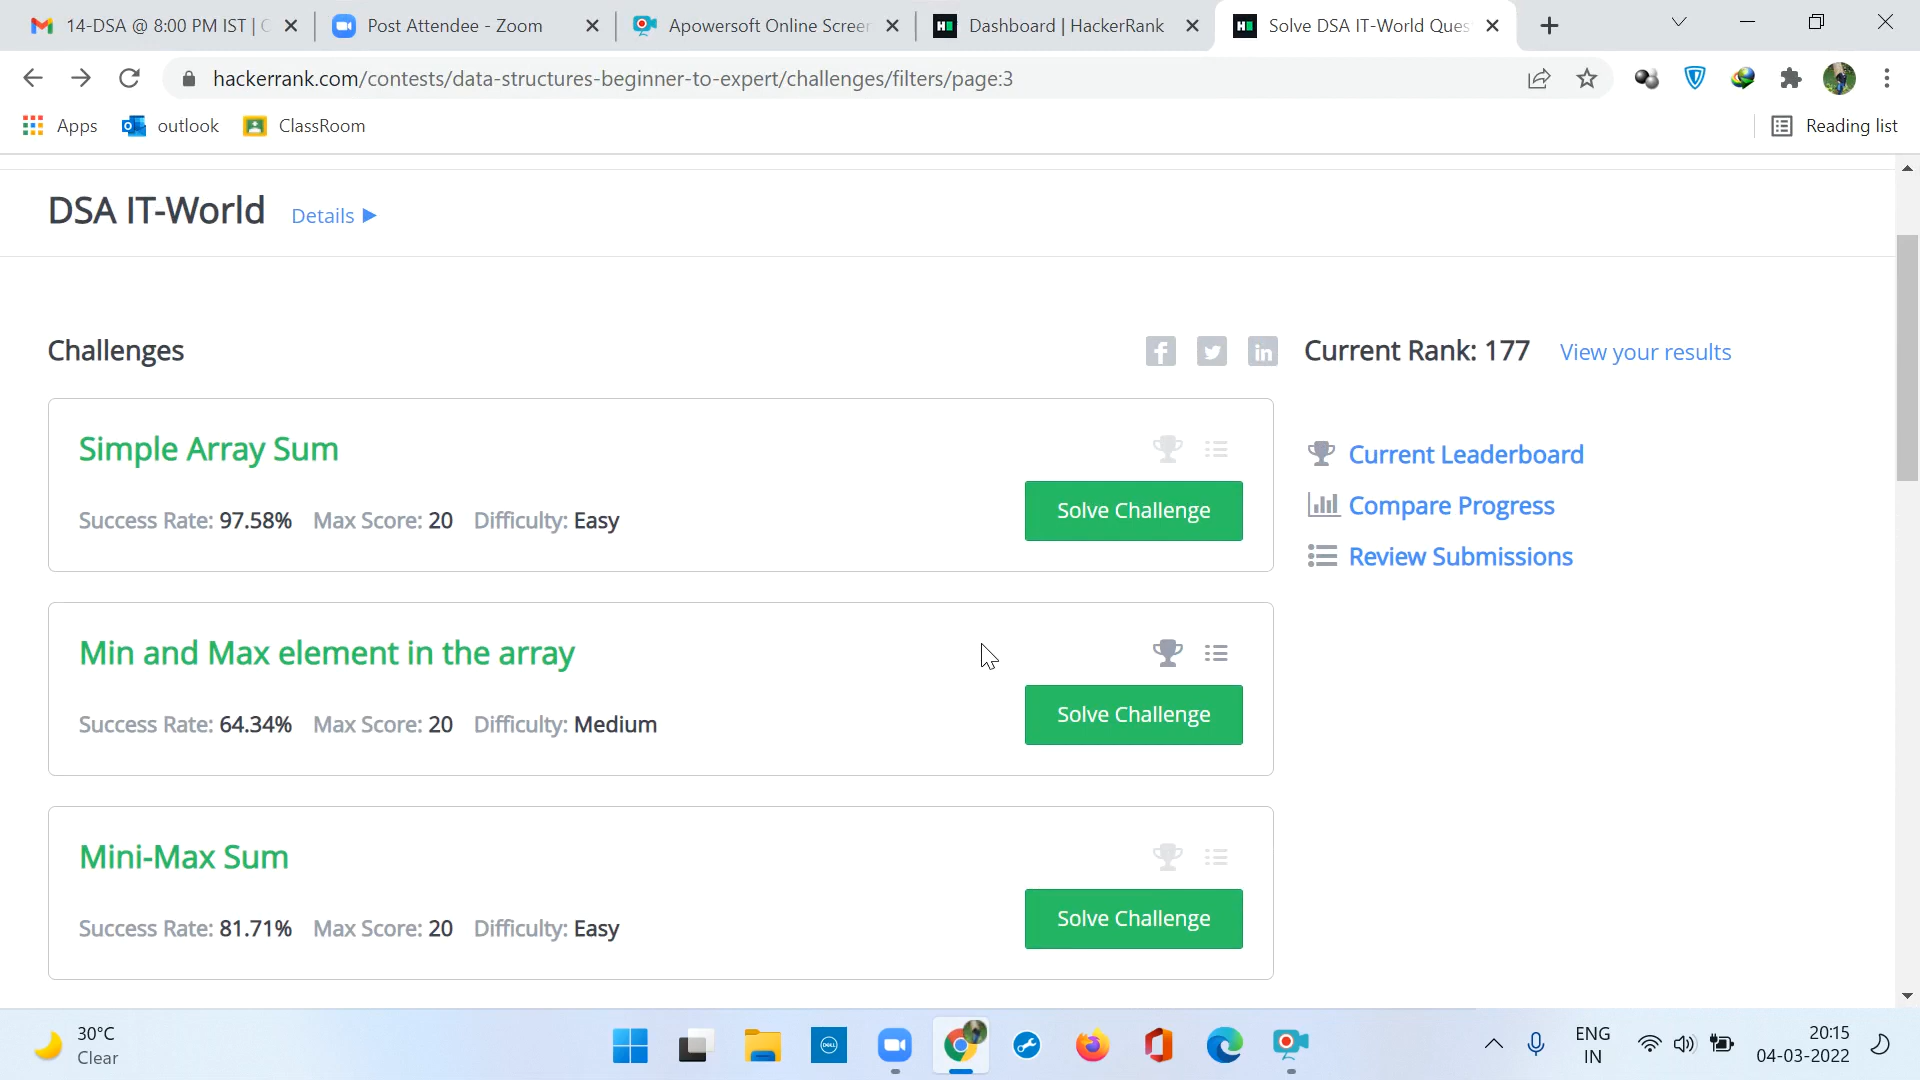 14-DSA @ 8:00 PM IST |
Post Attendee - Zoom
Apowersoft Online Screen
Dashboard | HackerRank
Solve DSA IT-World Ques
hackerrank.com/contests/data-structures-beginner-to-expert/challenges/filters/page:3
Apps
outlook
ClassRoom
Reading list
DSA IT-World Details
Challenges
Current Rank: 177 View your results
Simple Array Sum
Success Rate: 97.58% Max Score: 20 Difficulty: Easy
Solve Challenge
Current Leaderboard
Compare Progress
Review Submissions
Min and Max element in the array
Success Rate: 64.34% Max Score: 20 Difficulty: Medium
Solve Challenge
Mini-Max Sum
Success Rate: 81.71% Max Score: 20 Difficulty: Easy
Solve Challenge
30°C
Clear
DELL
ENG
IN
20:15
04-03-2022